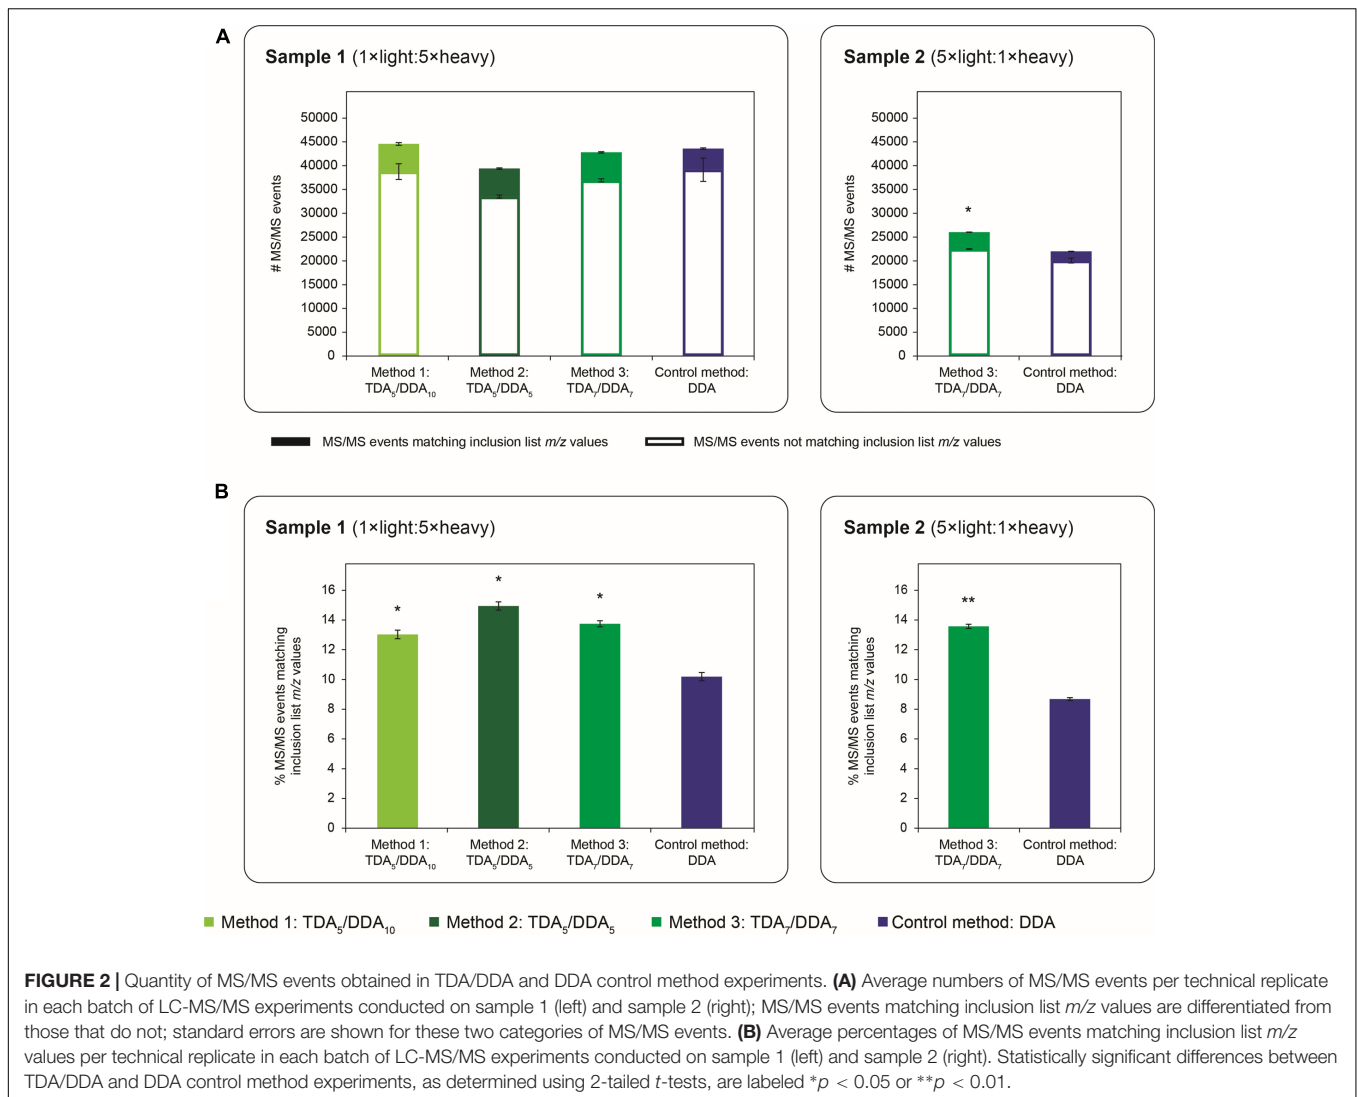 A
Sample 1 (1×light:5×heavy)
# MS/MS events
50000
45000
40000
35000
30000
25000
20000
15000
10000
5000
0
Method 1:
TDA5/DDA10
Method 2:
TDA5/DDA5
Method 3:
TDA7/DDA7
Control method:
DDA
Sample 2 (5×light:1×heavy)
# MS/MS events
50000
45000
40000
35000
30000
25000
20000
15000
10000
5000
0
*
Method 3:
TDA7/DDA7
Control method:
DDA
MS/MS events matching inclusion list m/z values
MS/MS events not matching inclusion list m/z values
B
Sample 1 (1×light:5×heavy)
% MS/MS events matching
inclusion list m/z values
16
14
12
10
8
6
4
2
0
*
*
*
Method 1:
TDA5/DDA10
Method 2:
TDA5/DDA5
Method 3:
TDA7/DDA7
Control method:
DDA
Sample 2 (5×light:1×heavy)
% MS/MS events matching
inclusion list m/z values
16
14
12
10
8
6
4
2
0
**
Method 3:
TDA7/DDA7
Control method:
DDA
Method 1: TDA5/DDA10
Method 2: TDA5/DDA5
Method 3: TDA7/DDA7
Control method: DDA
FIGURE 2 | Quantity of MS/MS events obtained in TDA/DDA and DDA control method experiments. (A) Average numbers of MS/MS events per technical replicate
in each batch of LC-MS/MS experiments conducted on sample 1 (left) and sample 2 (right); MS/MS events matching inclusion list m/z values are differentiated from
those that do not; standard errors are shown for these two categories of MS/MS events. (B) Average percentages of MS/MS events matching inclusion list m/z
values per technical replicate in each batch of LC-MS/MS experiments conducted on sample 1 (left) and sample 2 (right). Statistically significant differences between
TDA/DDA and DDA control method experiments, as determined using 2-tailed t-tests, are labeled *p < 0.05 or **p < 0.01.